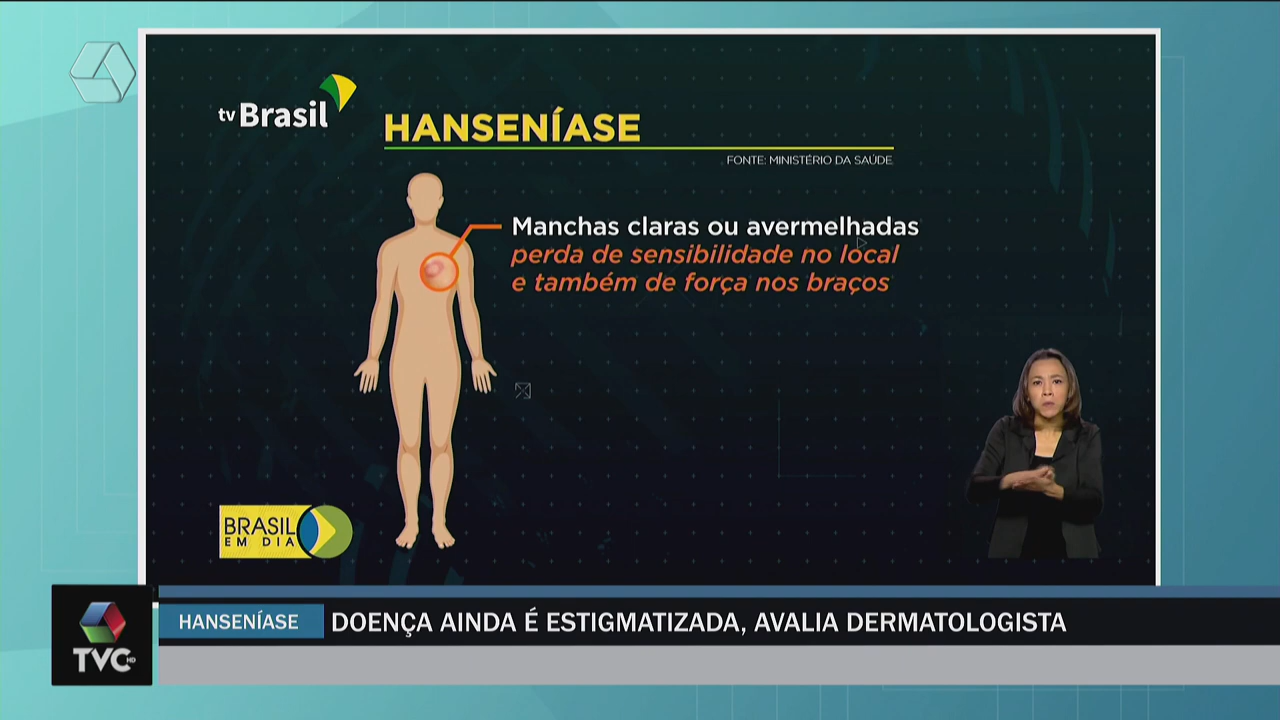 tv Brasil
HANSENÍASE
FONTE: MINISTÉRIO DA SAÚDE
Manchas claras ou avermelhadas
perda de sensibilidade no local
e também de força nos braços
BRASIL
EM DIA
HANSENÍASE
DOENÇA AINDA É ESTIGMATIZADA, AVALIA DERMATOLOGISTA
TVC HD